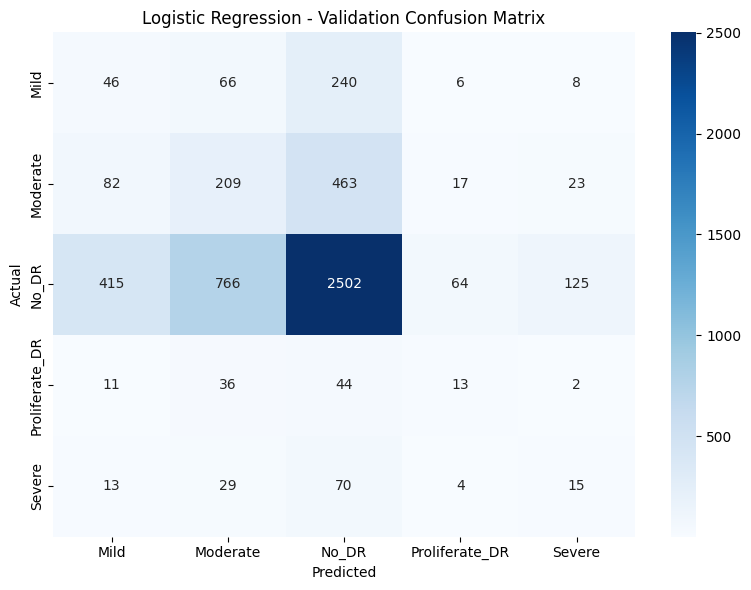 Logistic Regression - Validation Confusion Matrix
Mild 46 66 240 6 8
Moderate 82 209 463 17 23
No_DR 415 766 2502 64 125
Proliferate_DR 11 36 44 13 2
Severe 13 29 70 4 15
Actual
Mild Moderate No_DR Proliferate_DR Severe
Predicted
2500
2000
1500
1000
500